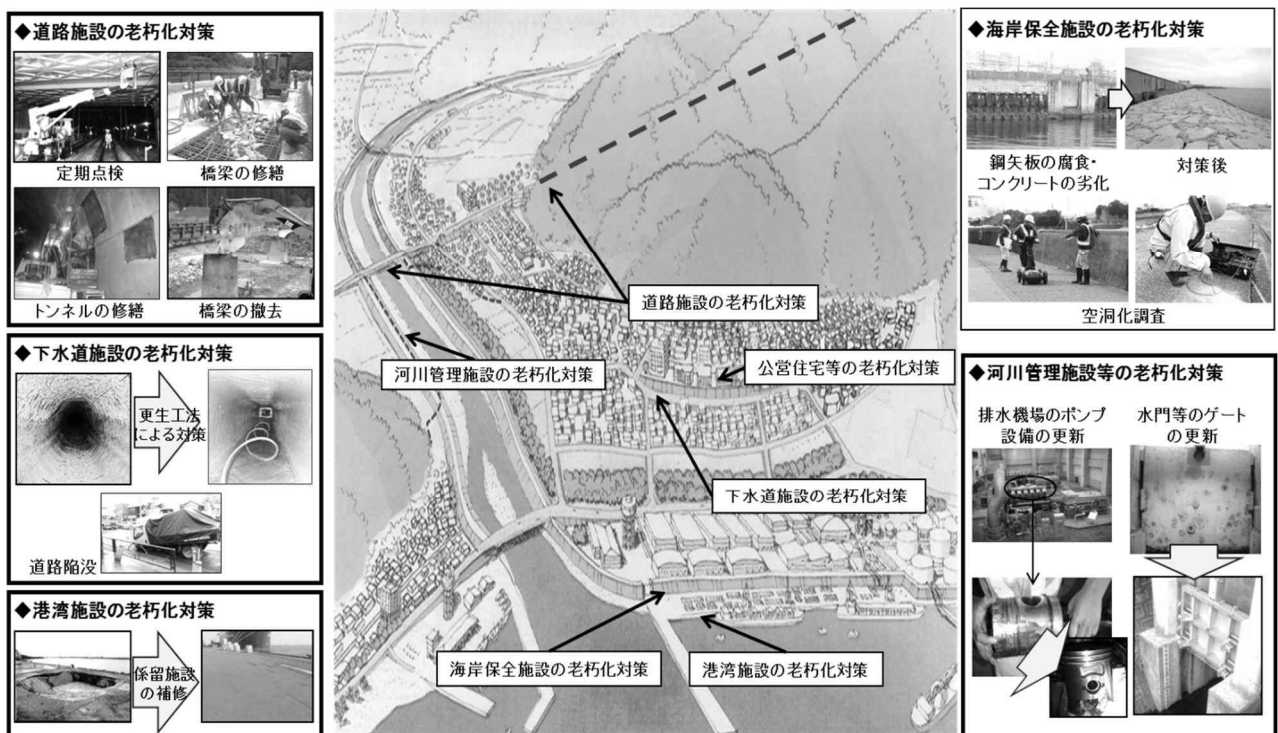 ◆道路施設の老朽化対策
定期点検
橋梁の修繕
トンネルの修繕
橋梁の撤去
◆下水道施設の老朽化対策
更生工法
による対策
道路陥没
◆港湾施設の老朽化対策
係留施設
の補修
道路施設の老朽化対策
河川管理施設の老朽化対策
公営住宅等の老朽化対策
下水道施設の老朽化対策
海岸保全施設の老朽化対策
港湾施設の老朽化対策
◆海岸保全施設の老朽化対策
鋼矢板の腐食・
コンクリートの劣化
対策後
空洞化調査
◆河川管理施設等の老朽化対策
排水機場のポンプ
設備の更新
水門等のゲート
の更新